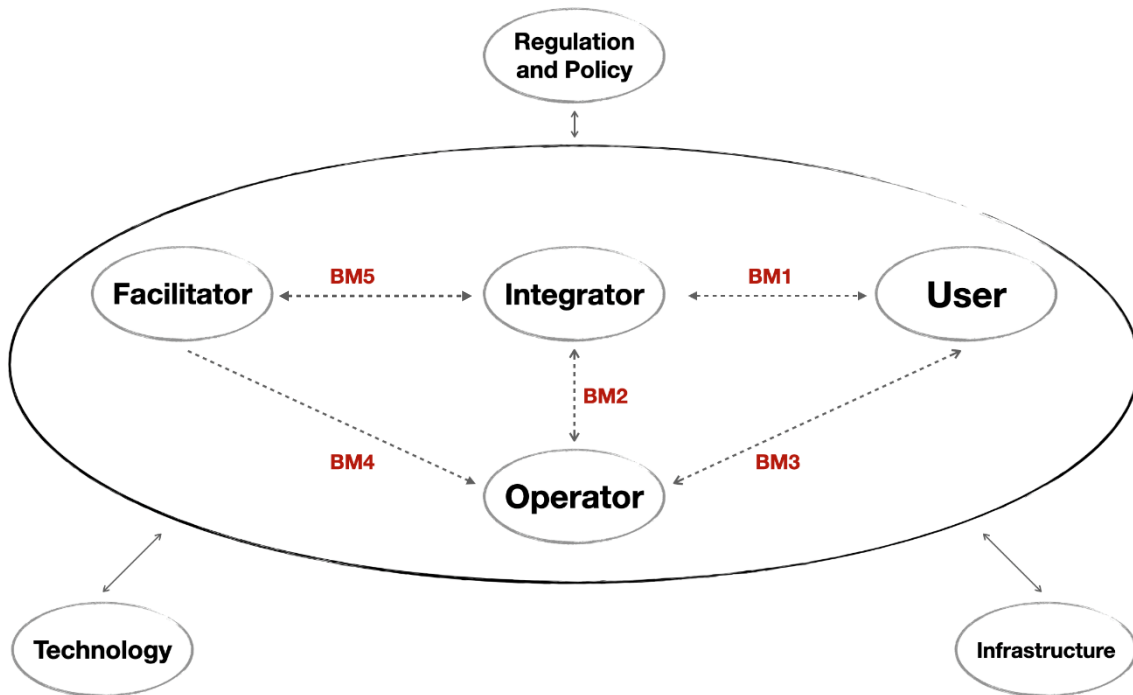 Regulation
and Policy
Facilitator
BM5
Integrator
BM1
User
BM2
BM4
BM3
Operator
Technology
Infrastructure